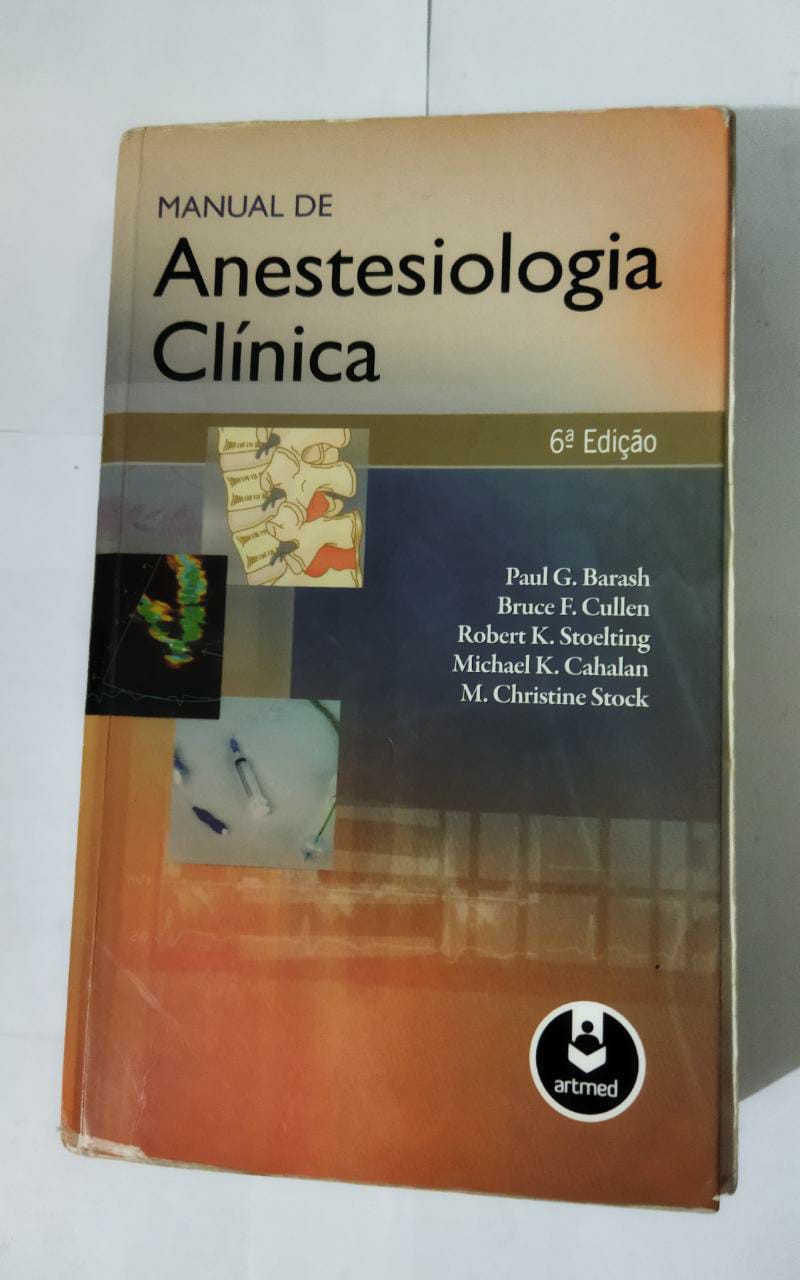 MANUAL DE
Anestesiologia
Clínica
6ª Edição
Paul G. Barash
Bruce F. Cullen
Robert K. Stoelting
Michael K. Cahalan
M. Christine Stock
artmed